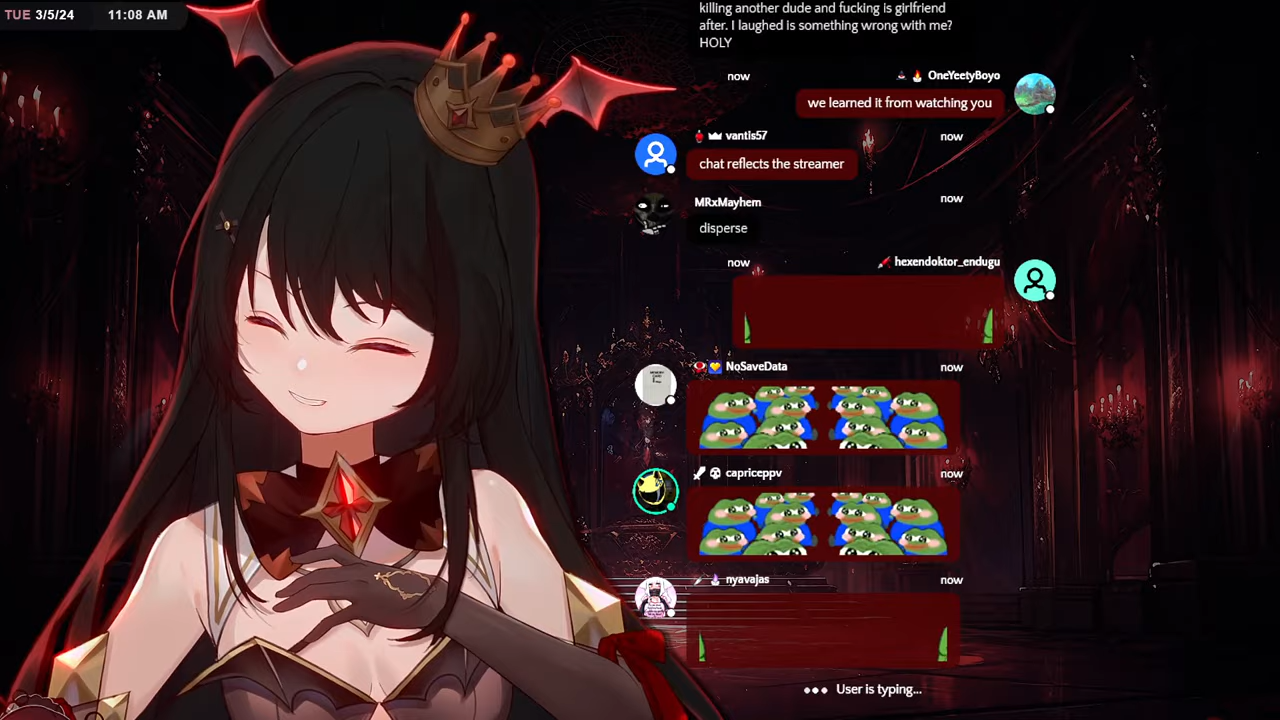 TUE 3/5/24 11:08 AM
killing another dude and fucking is girlfriend
after. I laughed is something wrong with me?
HOLY
now OneYeetyBoyo
we learned it from watching you
vantis57 now
chat reflects the streamer
MRxMayhem now
disperse
now hexendoktor_endugu
NoSaveData now
capriceppv now
nyavajas now
User is typing...